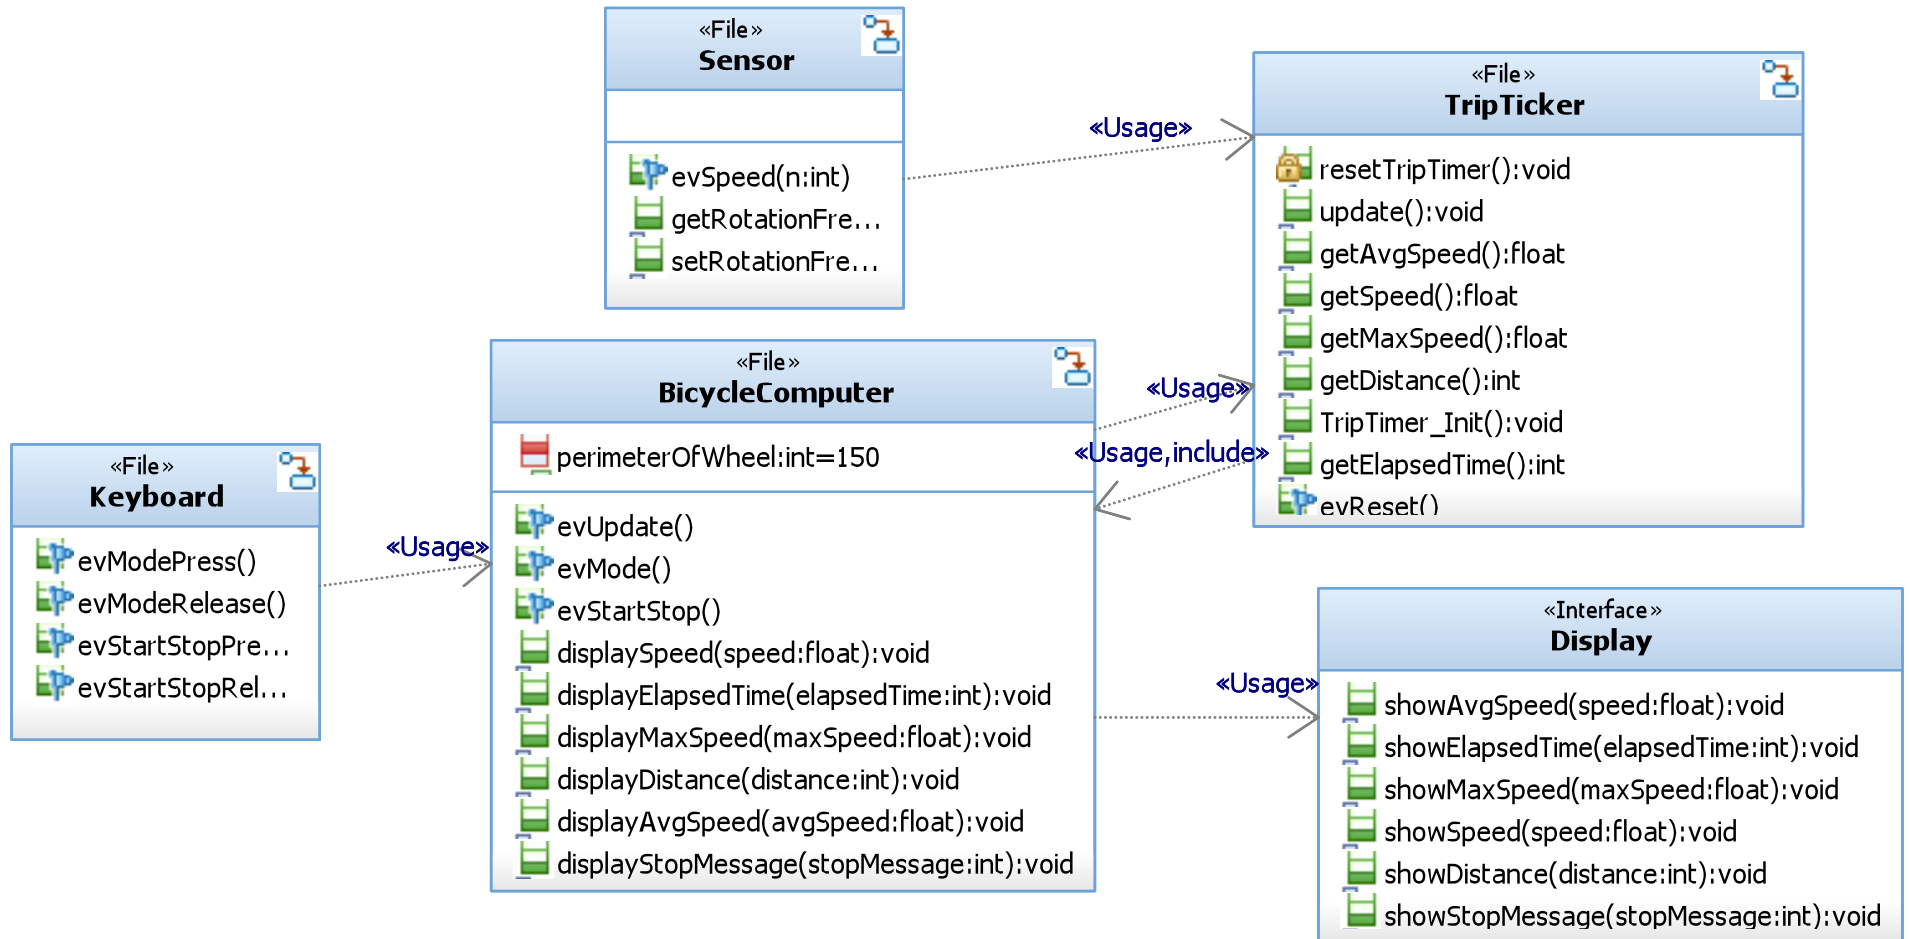 «File»
Sensor
evSpeed(n:int)
getRotationFre...
setRotationFre...
«Usage»
«File»
TripTicker
resetTripTimer():void
update():void
getAvgSpeed():float
getSpeed():float
getMaxSpeed():float
getDistance():int
TripTimer_Init():void
getElapsedTime():int
evReset()
«File»
BicycleComputer
perimeterOfWheel:int=150
evUpdate()
evMode()
evStartStop()
displaySpeed(speed:float):void
displayElapsedTime(elapsedTime:int):void
displayMaxSpeed(maxSpeed:float):void
displayDistance(distance:int):void
displayAvgSpeed(avgSpeed:float):void
displayStopMessage(stopMessage:int):void
«Usage»
«Usage,include»
«File»
Keyboard
evModePress()
evModeRelease()
evStartStopPre...
evStartStopRel...
«Usage»
«Usage»
«Interface»
Display
showAvgSpeed(speed:float):void
showElapsedTime(elapsedTime:int):void
showMaxSpeed(maxSpeed:float):void
showSpeed(speed:float):void
showDistance(distance:int):void
showStopMessage(stopMessage:int):void